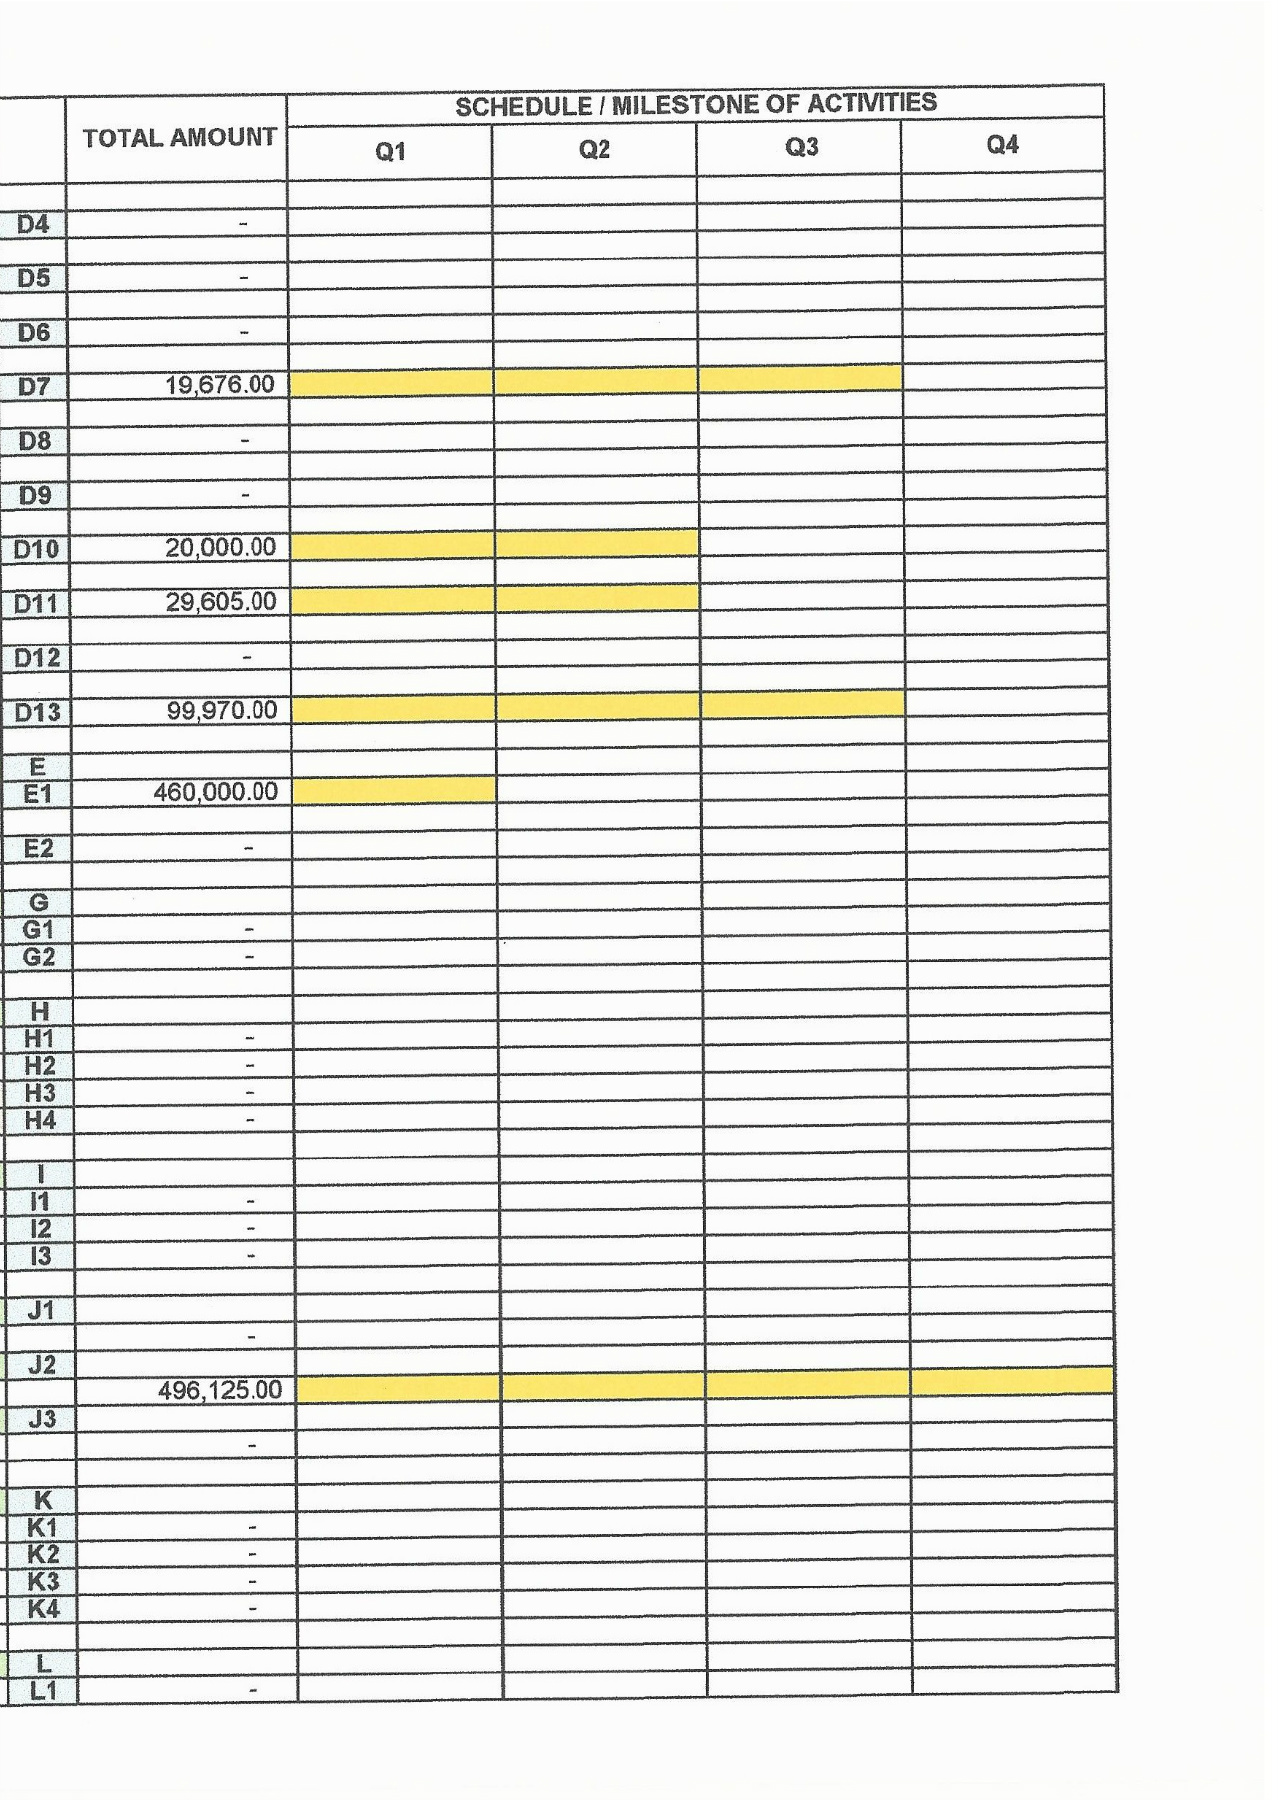 SCHEDULE / MILESTONE OF ACTIVITIES
TOTAL AMOUNT Q1 Q2 Q3 Q4
D4 -
D5 -
D6 -
D7 19,676.00
D8 -
D9 -
D10 20,000.00
D11 29,605.00
D12 -
D13 99,970.00
E
E1 460,000.00
E2 -
G
G1 -
G2 -
H
H1 -
H2 -
H3 -
H4 -
I
I1 -
I2 -
I3 -
J1
-
J2
496,125.00
J3
-
K
K1 -
K2 -
K3 -
K4 -
L
L1 -